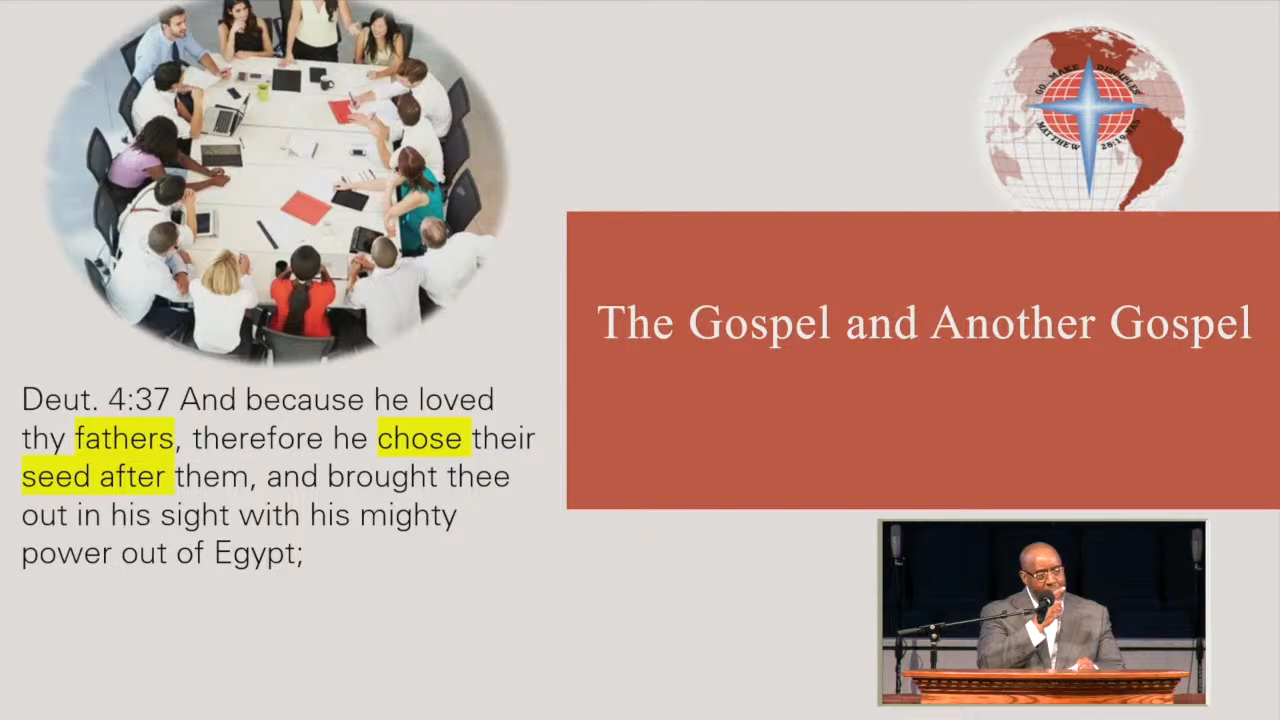 GO MAKE DISCIPLES
MATTHEW 28:19
The Gospel and Another Gospel
Deut. 4:37 And because he loved
thy fathers, therefore he chose their
seed after them, and brought thee
out in his sight with his mighty
power out of Egypt;